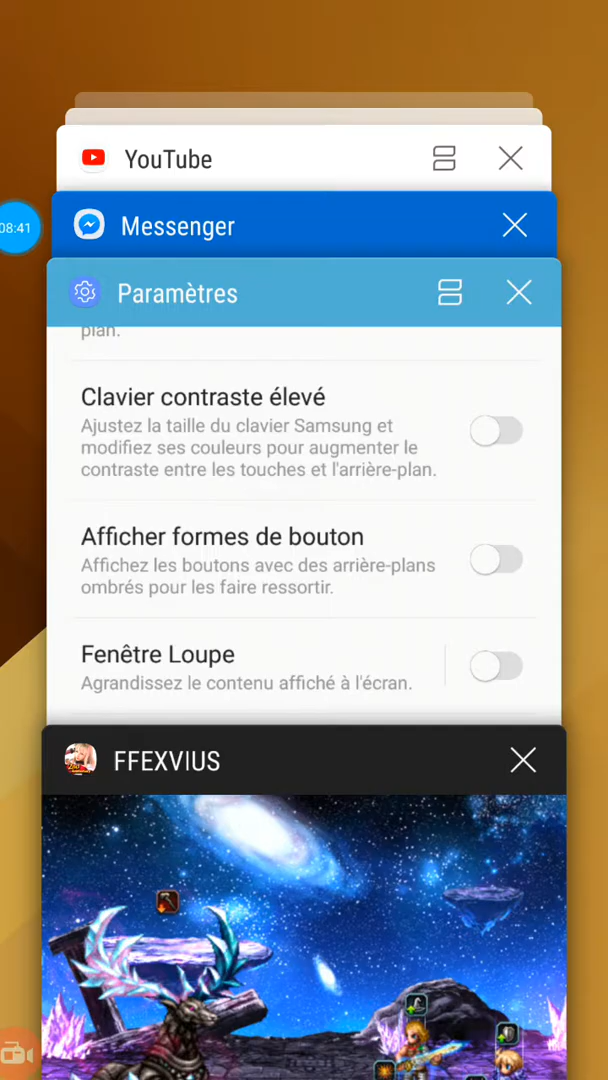 YouTube
08:41
Messenger
Paramètres
plan.
Clavier contraste élevé
Ajustez la taille du clavier Samsung et
modifiez ses couleurs pour augmenter le
contraste entre les touches et l'arrière-plan.
Afficher formes de bouton
Affichez les boutons avec des arrière-plans
ombrés pour les faire ressortir.
Fenêtre Loupe
Agrandissez le contenu affiché à l'écran.
FFEXVIUS